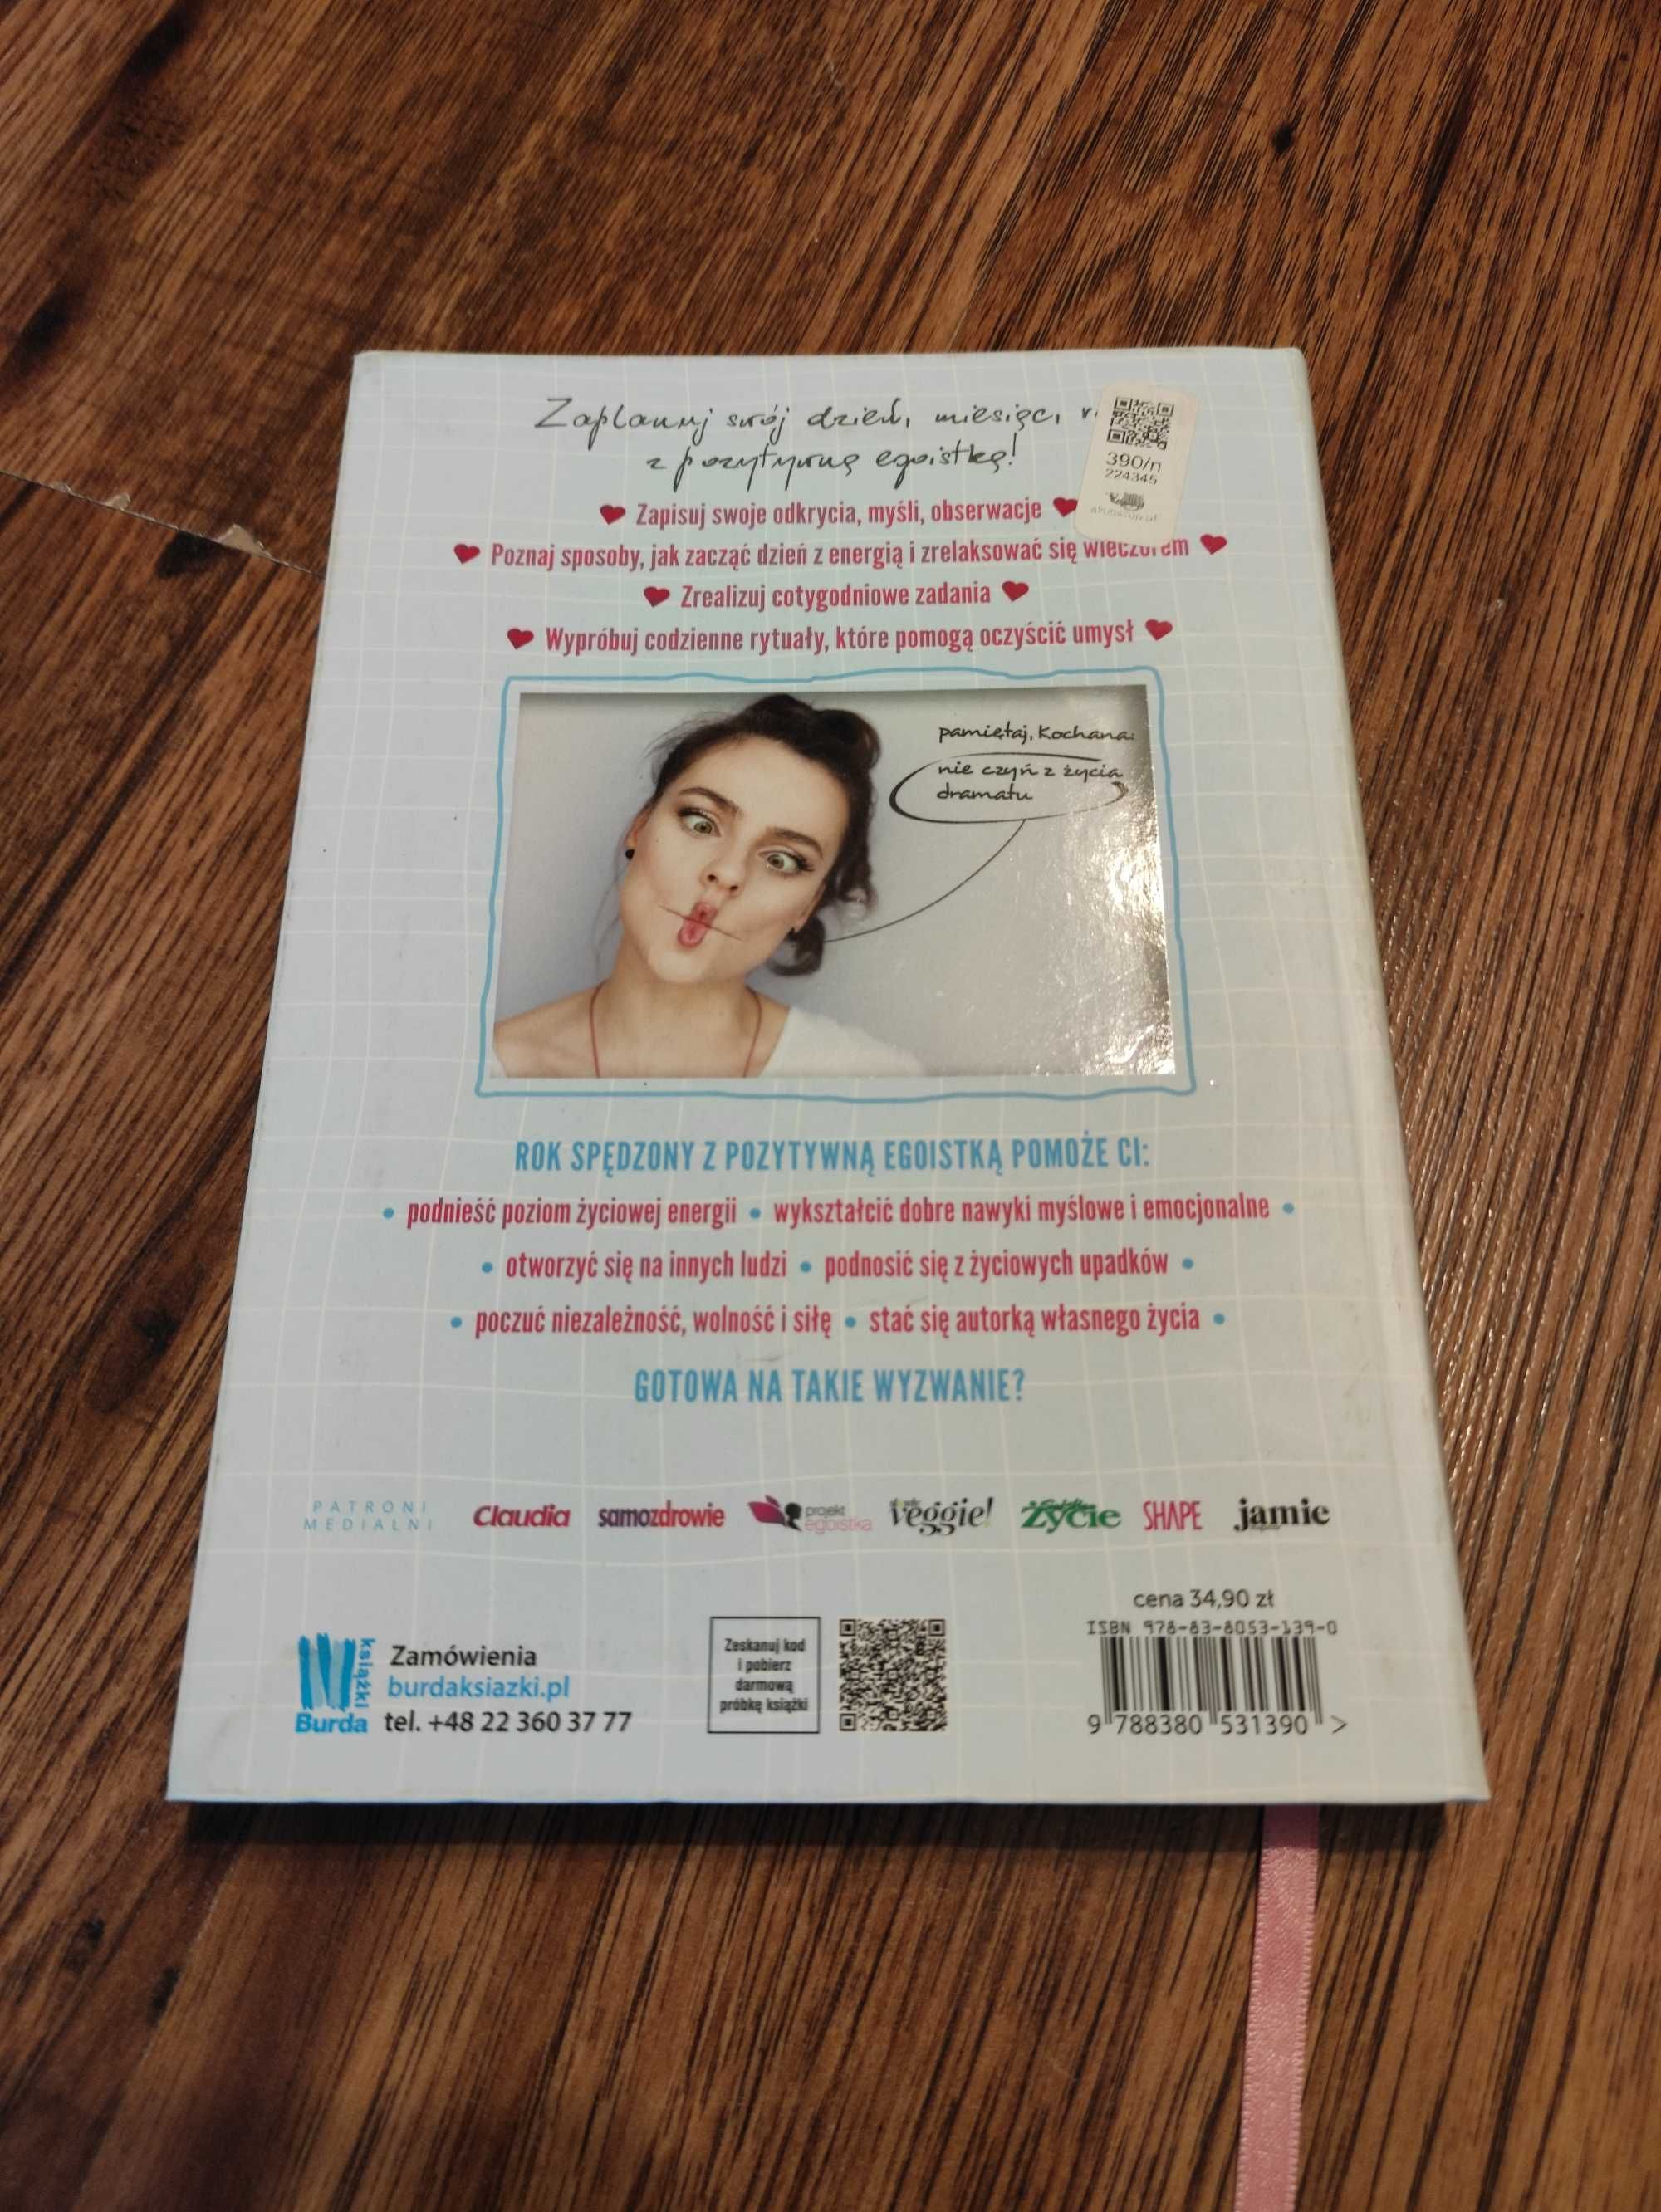 Zaplanuj swój dzień, miesiąc,
z pozytywną egoistką!
390/n
224345
Zapisuj swoje odkrycia, myśli, obserwacje
Poznaj sposoby, jak zacząć dzień z energią i zrelaksować się wieczorem
Zrealizuj cotygodniowe zadania
Wypróbuj codzienne rytuały, które pomogą oczyścić umysł
pamiętaj, Kochana:
nie czyń z życia
dramatu
ROK SPĘDZONY Z POZYTYWNĄ EGOISTKĄ POMOŻE CI:
• podnieść poziom życiowej energii • wykształcić dobre nawyki myślowe i emocjonalne •
• otworzyć się na innych ludzi • podnosić się z życiowych upadków •
• poczuć niezależność, wolność i siłę • stać się autorką własnego życia •
GOTOWA NA TAKIE WYZWANIE?
PATRONI
MEDIALNI
Claudia samozdrowie projekt egoistka Veggie! Życie SHAPE jamie
cena 34,90 zł
ISBN 978-83-8053-139-0
9 788380 531390 >
Zeskanuj kod
i pobierz
darmową
próbkę książki
książki
Burda
Zamówienia
burdaksiazki.pl
tel. +48 22 360 37 77